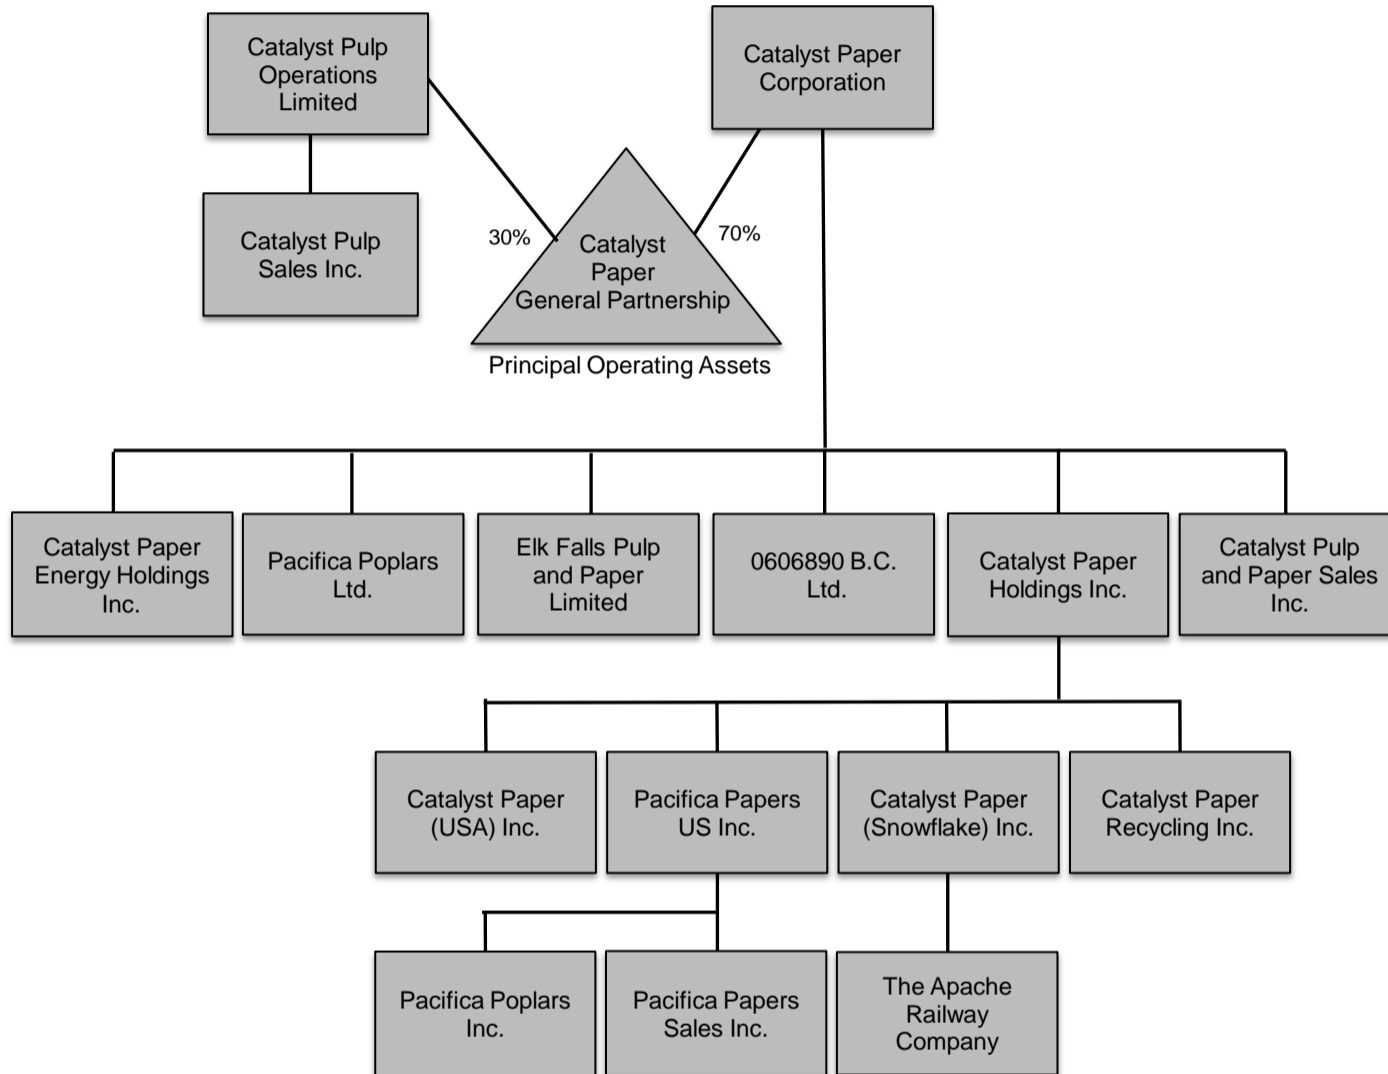 Catalyst Pulp
Operations
Limited
Catalyst Paper
Corporation
Catalyst Pulp
Sales Inc.
30%
70%
Catalyst
Paper
General Partnership
Principal Operating Assets
Catalyst Paper
Energy Holdings
Inc.
Pacifica Poplars
Ltd.
Elk Falls Pulp
and Paper
Limited
0606890 B.C.
Ltd.
Catalyst Paper
Holdings Inc.
Catalyst Pulp
and Paper Sales
Inc.
Catalyst Paper
(USA) Inc.
Pacifica Papers
US Inc.
Catalyst Paper
(Snowflake) Inc.
Catalyst Paper
Recycling Inc.
Pacifica Poplars
Inc.
Pacifica Papers
Sales Inc.
The Apache
Railway
Company